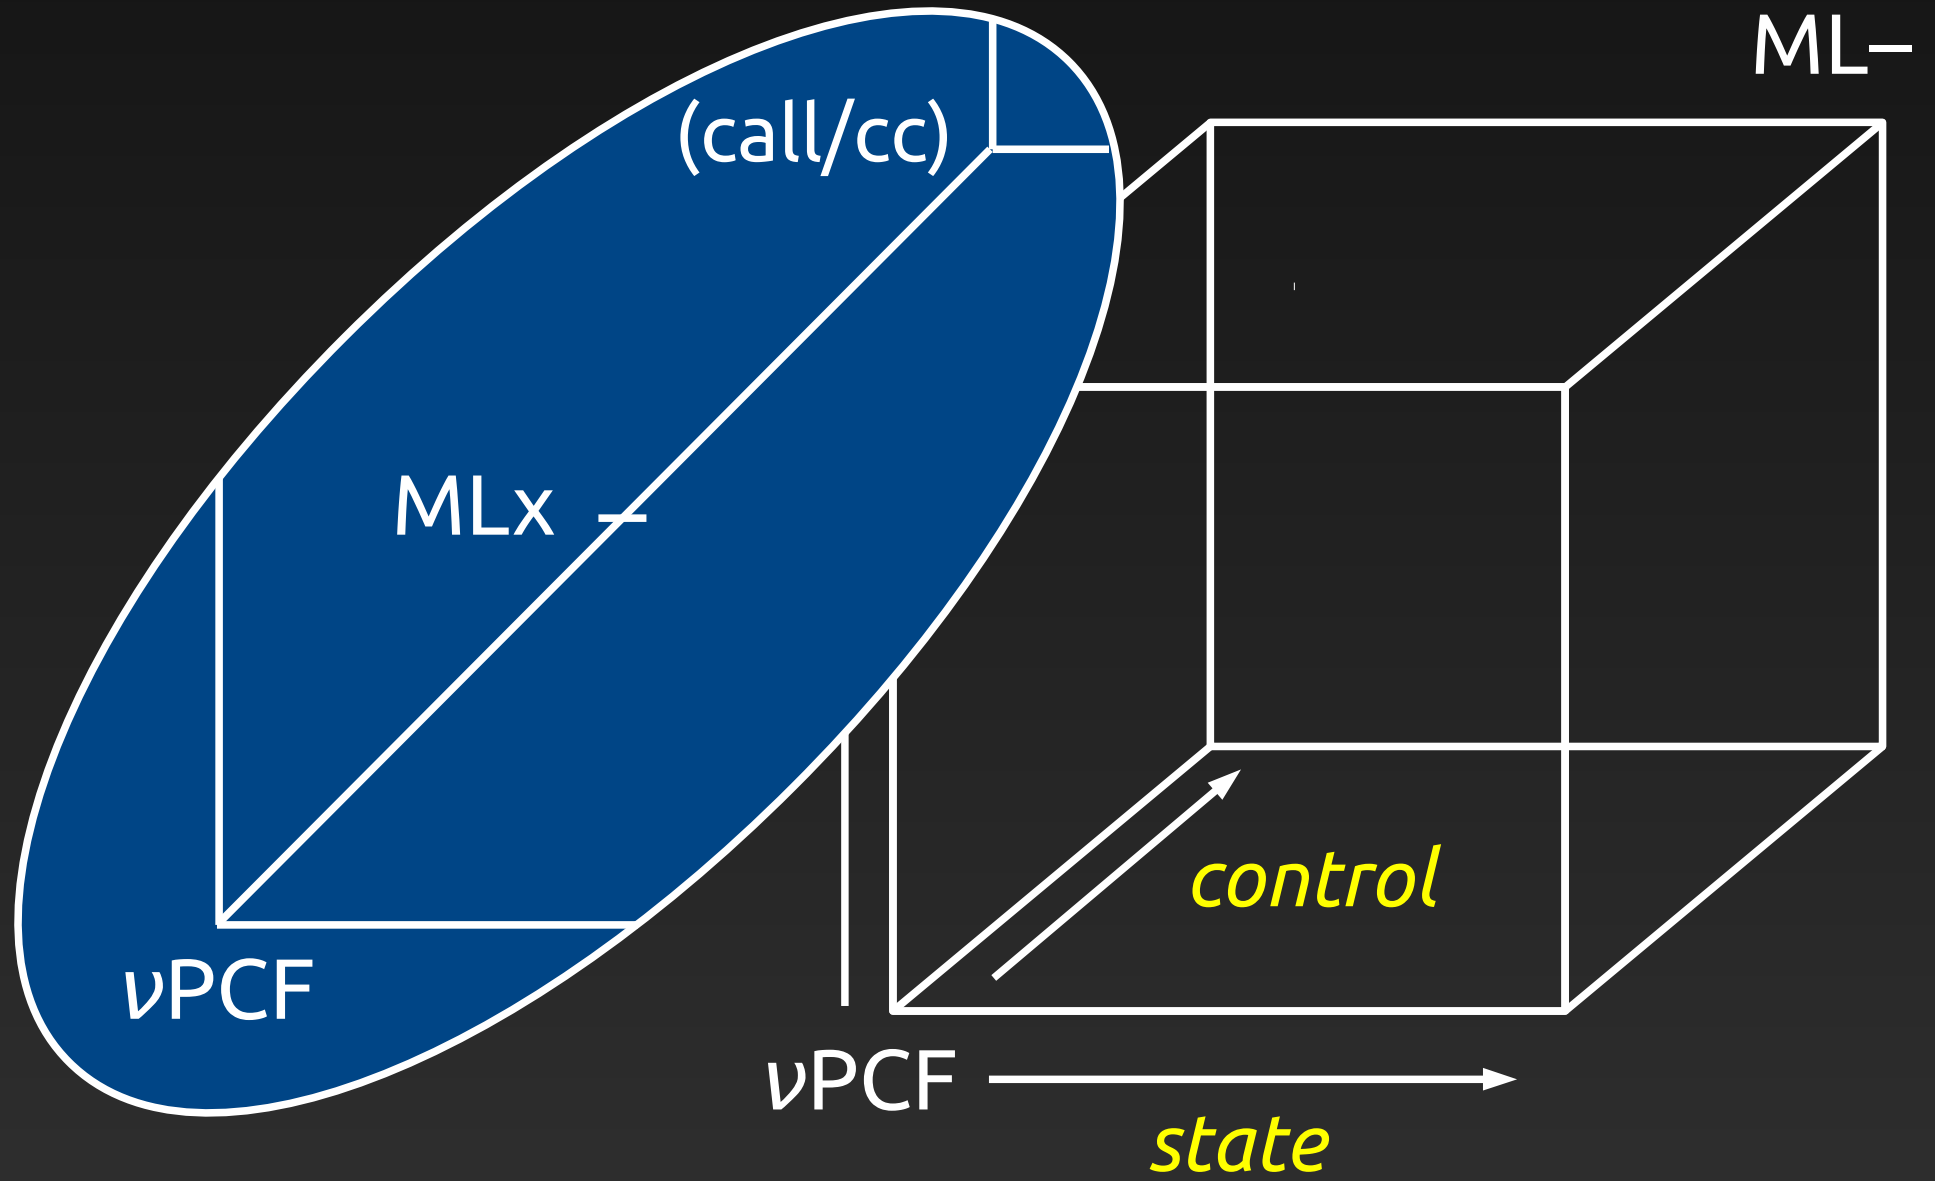 ML–
(call/cc)
MLx –
νPCF
control
νPCF
state